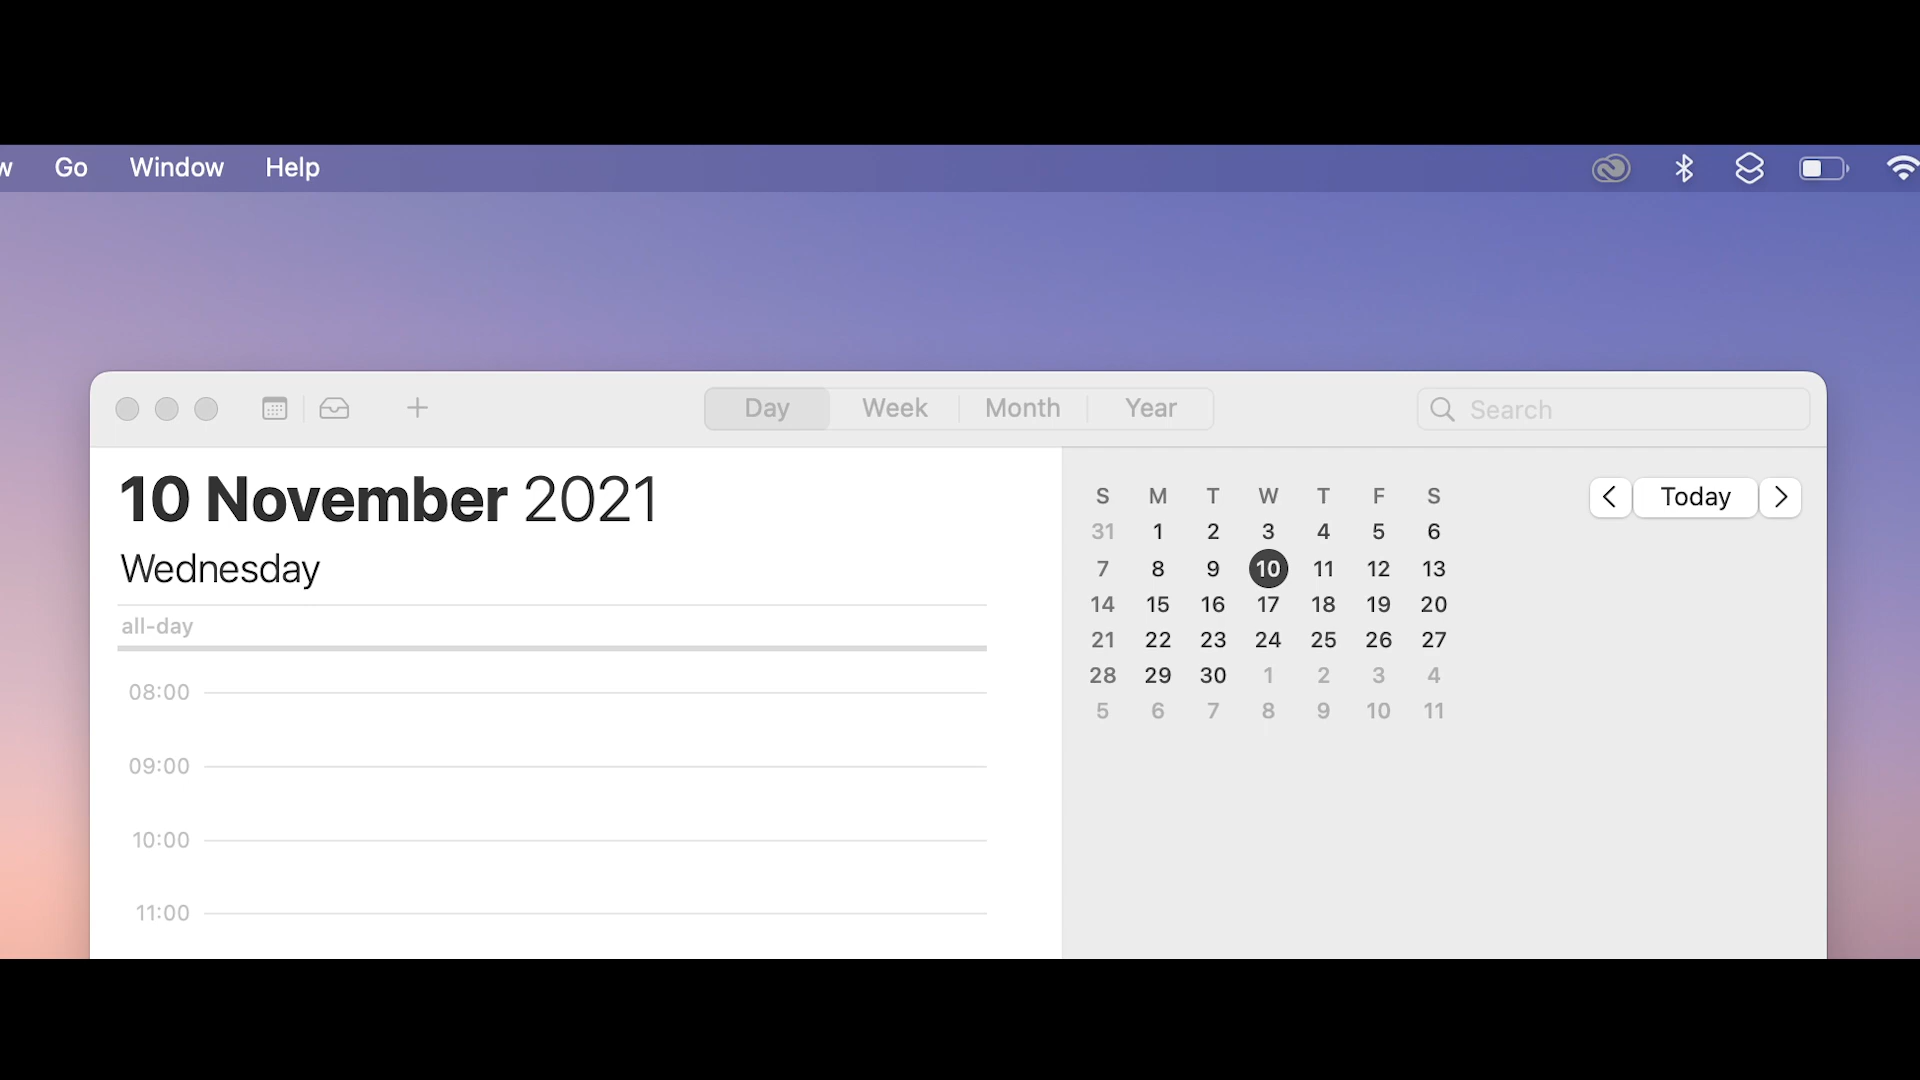 w Go Window Help
Day Week Month Year Search
10 November 2021
Wednesday
all-day
08:00
09:00
10:00
11:00
S M T W T F S
31 1 2 3 4 5 6
7 8 9 10 11 12 13
14 15 16 17 18 19 20
21 22 23 24 25 26 27
28 29 30 1 2 3 4
5 6 7 8 9 10 11
Today